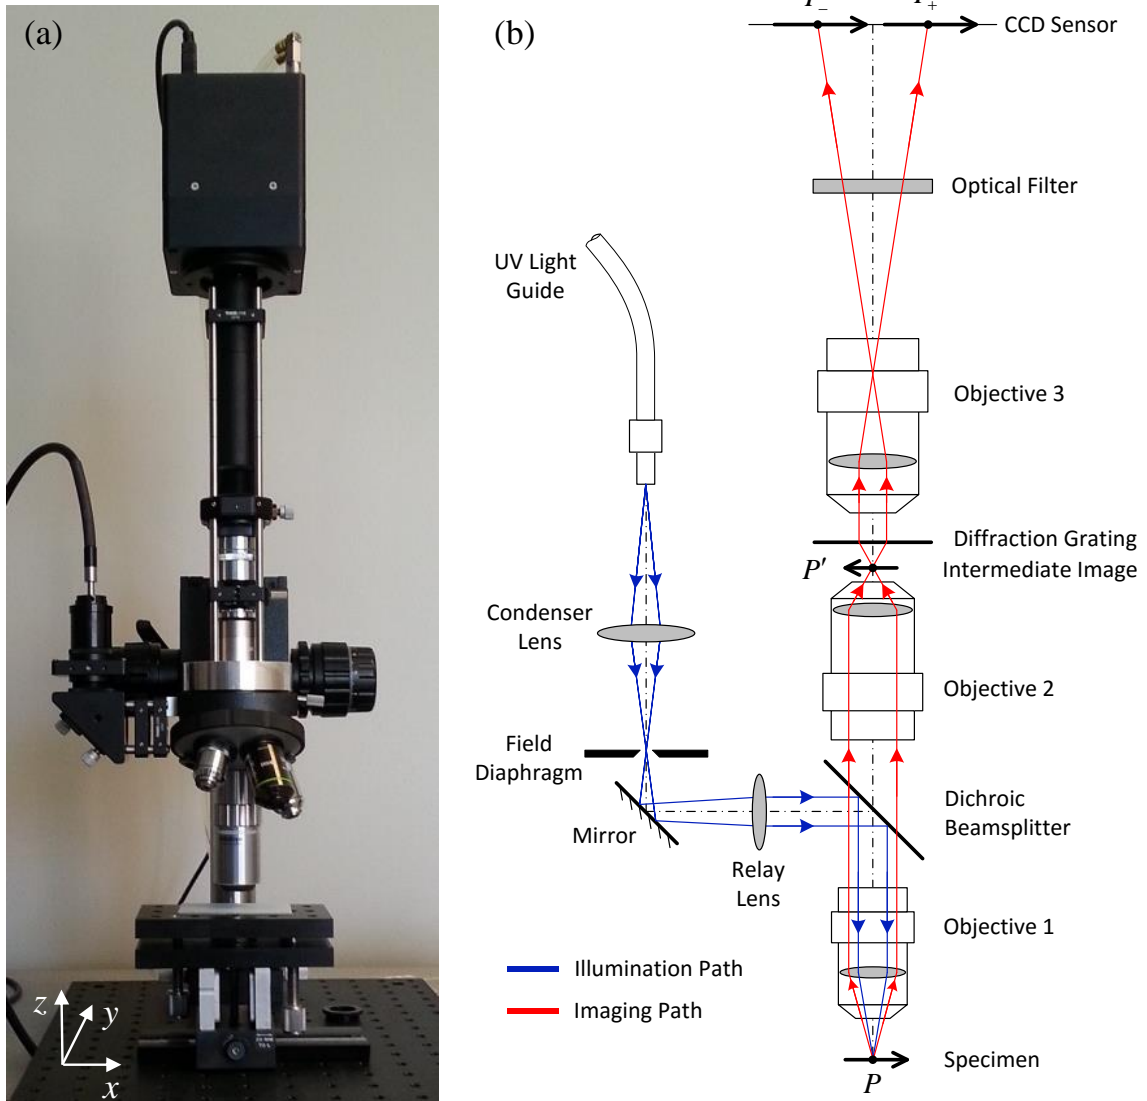 (a)
(b)
P₋
P₊
CCD Sensor
Optical Filter
UV Light
Guide
Objective 3
Diffraction Grating
P′
Intermediate Image
Condenser
Lens
Objective 2
Field
Diaphragm
Dichroic
Beamsplitter
Mirror
Relay
Lens
Objective 1
Illumination Path
Imaging Path
z
y
x
Specimen
P